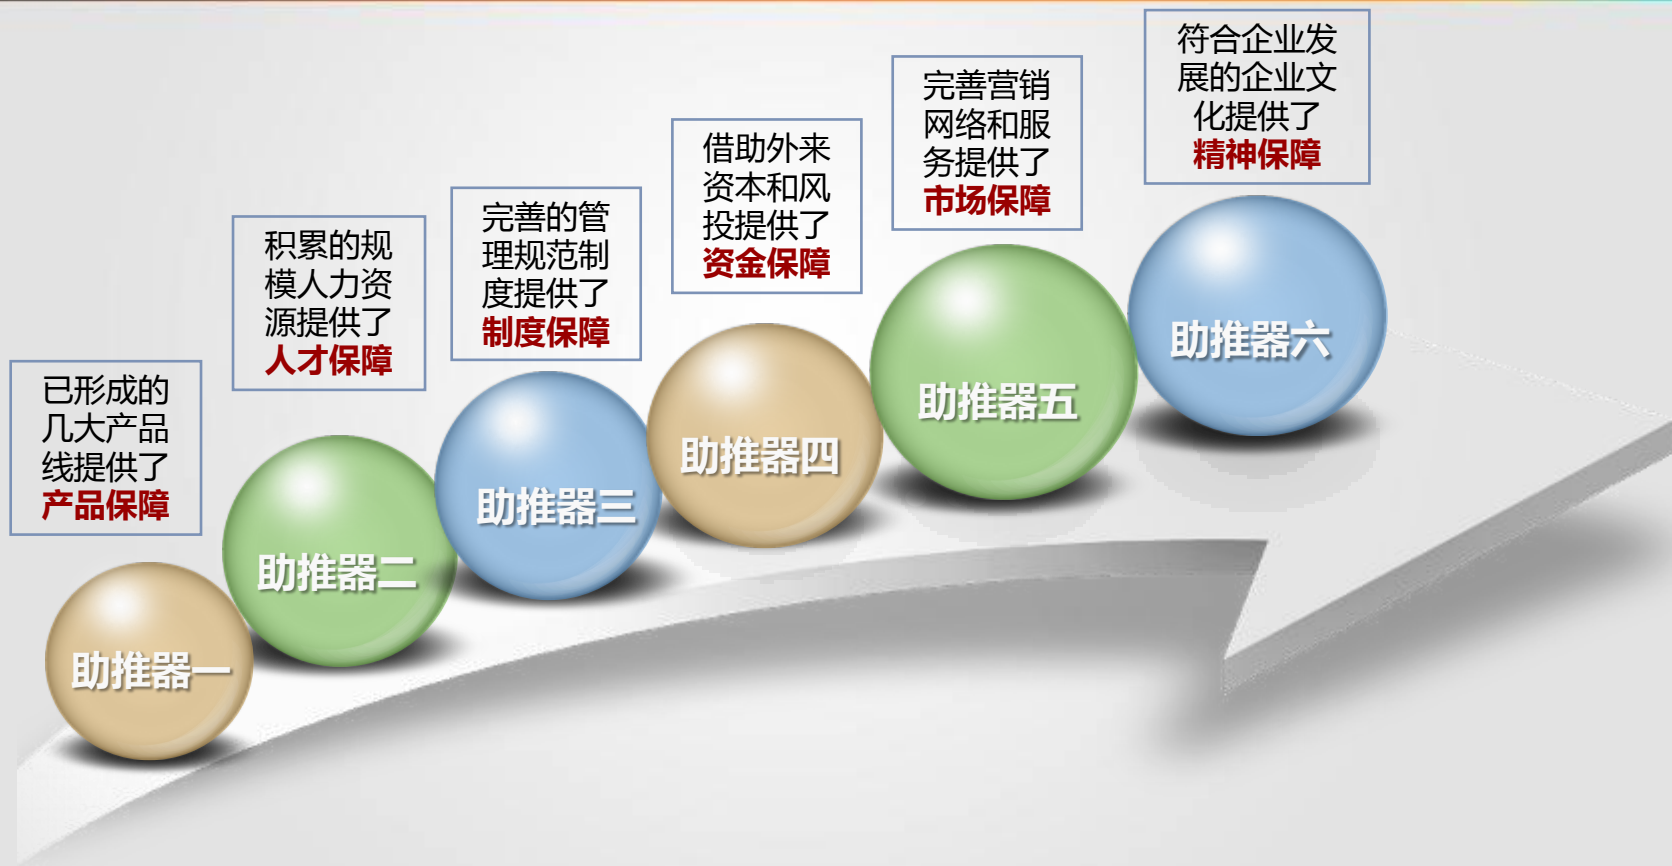 已形成的
几大产品
线提供了
产品保障
助推器一
积累的规
模人力资
源提供了
人才保障
助推器二
完善的管
理规范制
度提供了
制度保障
助推器三
借助外来
资本和风
投提供了
资金保障
助推器四
完善营销
网络和服
务提供了
市场保障
助推器五
符合企业发
展的企业文
化提供了
精神保障
助推器六